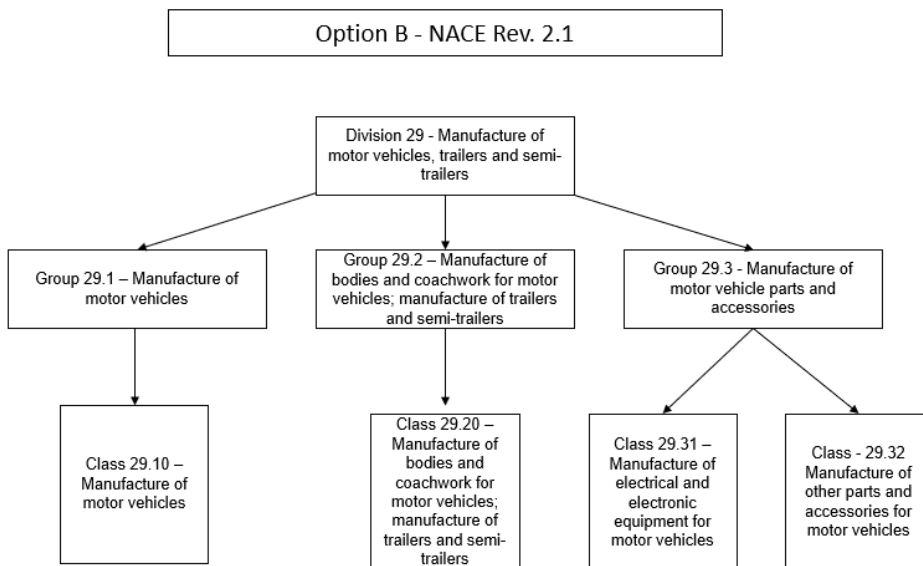 Option B - NACE Rev. 2.1
Division 29 - Manufacture of
motor vehicles, trailers and semi-
trailers
Group 29.1 – Manufacture of
motor vehicles
Group 29.2 – Manufacture of
bodies and coachwork for motor
vehicles; manufacture of trailers
and semi-trailers
Group 29.3 - Manufacture of
motor vehicle parts and
accessories
Class 29.10 –
Manufacture of
motor vehicles
Class 29.20 –
Manufacture of
bodies and
coachwork for
motor vehicles;
manufacture of
trailers and semi-
trailers
Class 29.31 –
Manufacture of
electrical and
electronic
equipment for
motor vehicles
Class - 29.32
Manufacture of
other parts and
accessories for
motor vehicles